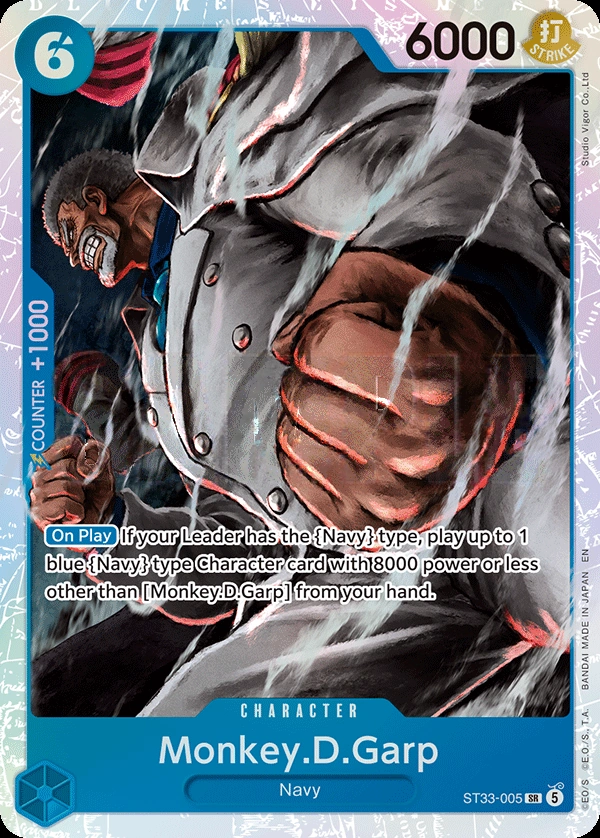 6
6000
打
STRIKE
Studio Vigor Co.,Ltd
COUNTER +1000
On Play If your Leader has the {Navy} type, play up to 1
blue {Navy} type Character card with 8000 power or less
other than [Monkey.D.Garp] from your hand.
BANDAI MADE IN JAPAN EN
©EO/S ©E.O./S., T.A.
CHARACTER
Monkey.D.Garp
Navy
ST33-005 SR 5